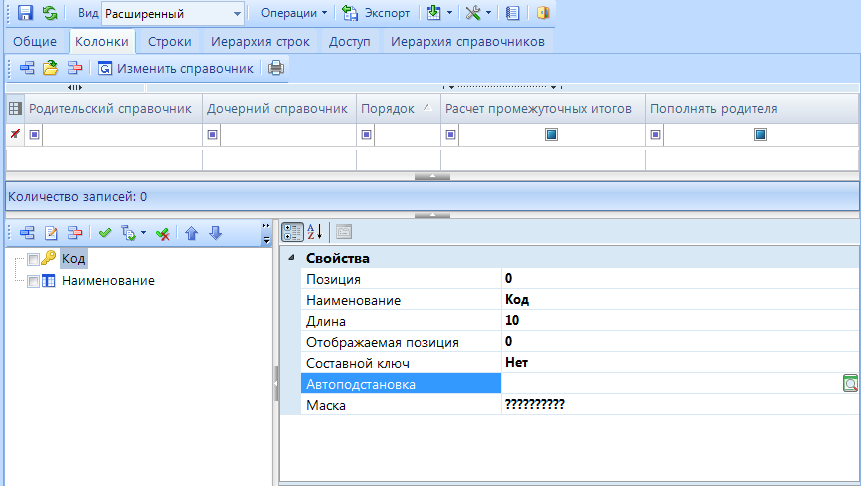 Вид Расширенный Операции Экспорт
Общие Колонки Строки Иерархия строк Доступ Иерархия справочников
Изменить справочник
Родительский справочник Дочерний справочник Порядок Расчет промежуточных итогов Пополнять родителя
Количество записей: 0
Код
Наименование
Свойства
Позиция 0
Наименование Код
Длина 10
Отображаемая позиция 0
Составной ключ Нет
Автоподстановка
Маска ??????????